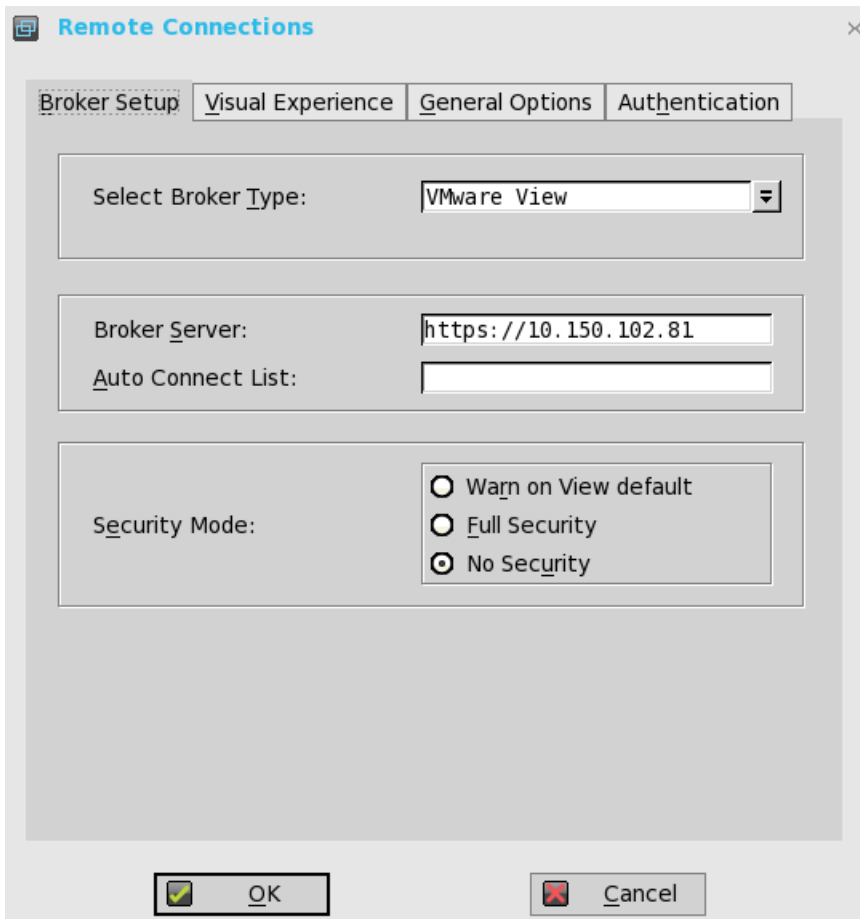 Remote Connections
Broker Setup
Visual Experience
General Options
Authentication
Select Broker Type:
VMware View
Broker Server:
https://10.150.102.81
Auto Connect List:
Security Mode:
Warn on View default
Full Security
No Security
OK
Cancel